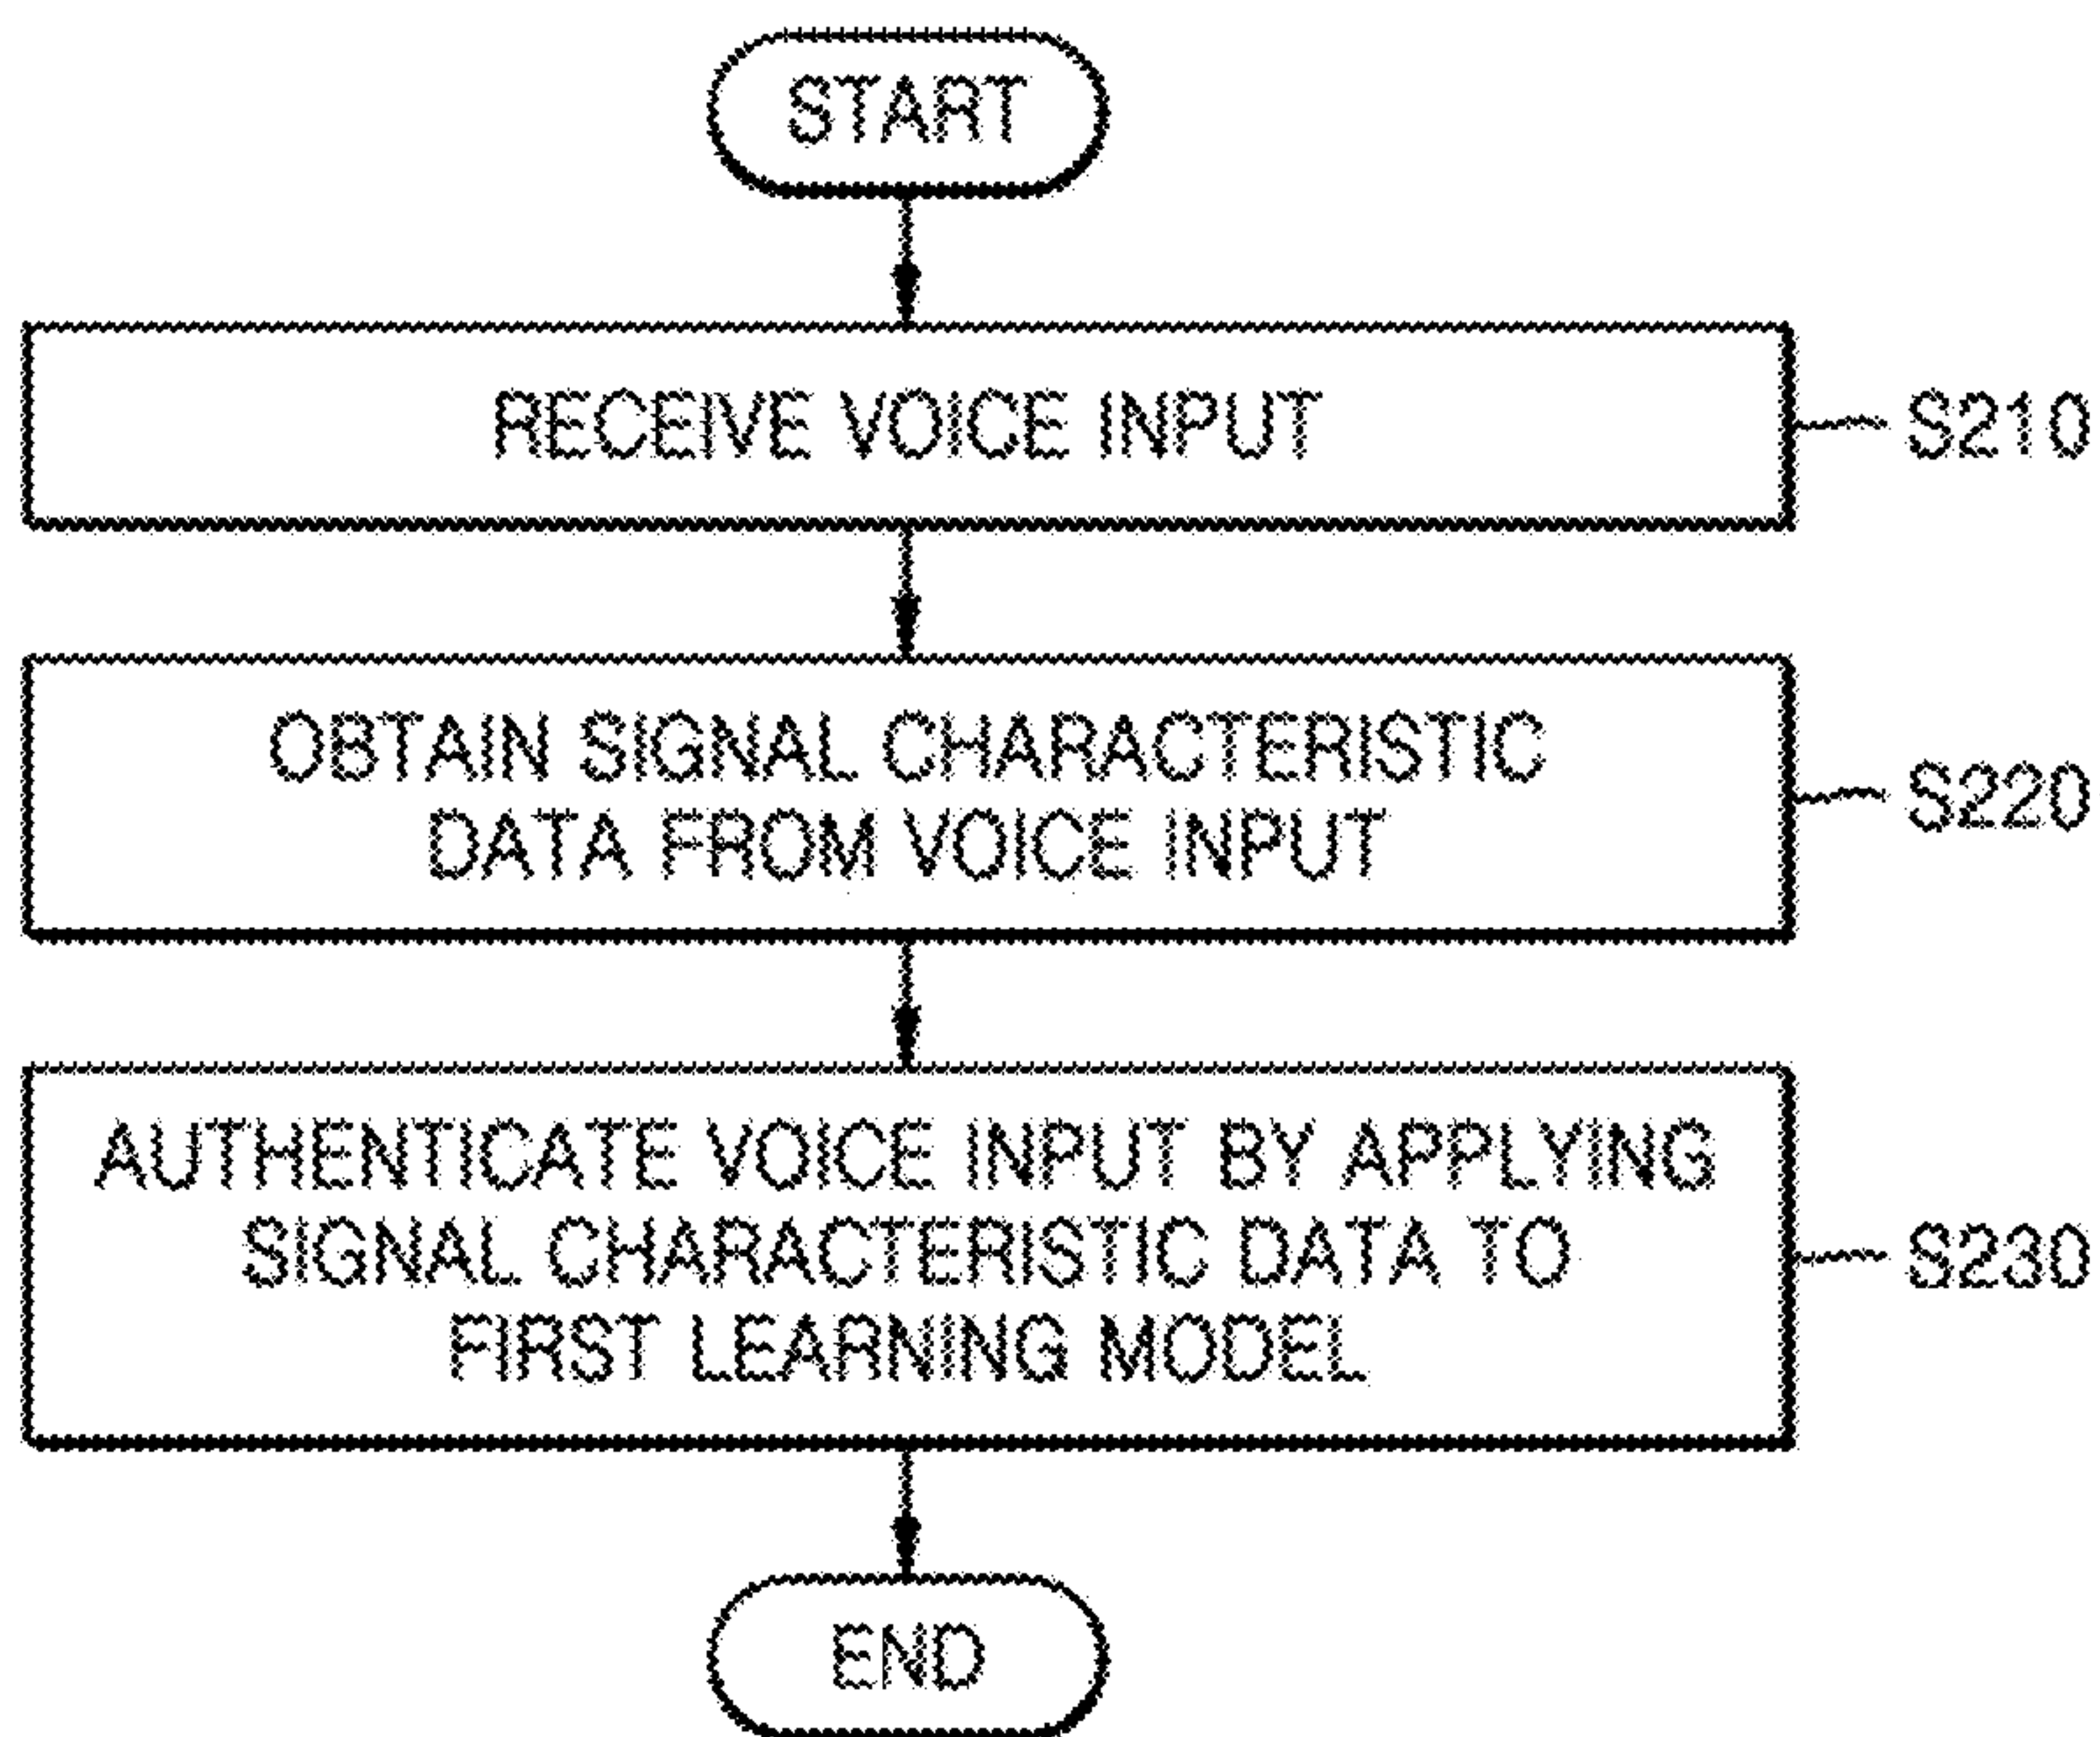 START
RECEIVE VOICE INPUT
S210
OBTAIN SIGNAL CHARACTERISTIC
DATA FROM VOICE INPUT
S220
AUTHENTICATE VOICE INPUT BY APPLYING
SIGNAL CHARACTERISTIC DATA TO
FIRST LEARNING MODEL
S230
END